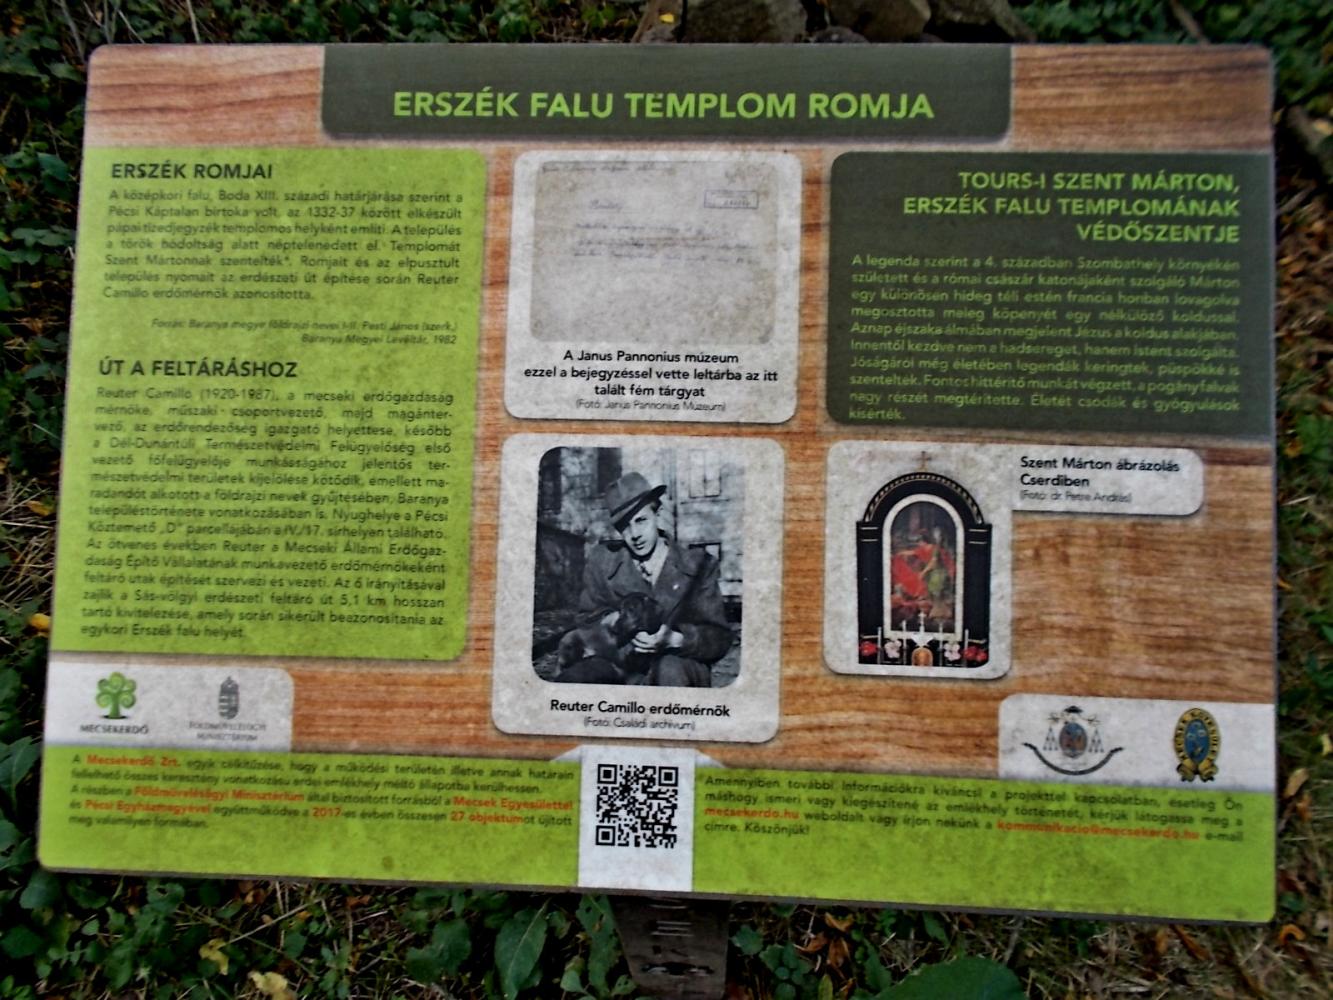 ERSZÉK FALU TEMPLOM ROMJA
ERSZÉK ROMJAI
A középkori falu, Boda XIII. századi határjárása szerint a
Pécsi Káptalan birtoka volt, az 1332-37 között elkészült
pápai tizedjegyzék templomos helyként említi. A település
a török hódoltság alatt néptelenedett el. Templomát
Szent Mártonnak szentelték*. Romjait és az elpusztult
település nyomait az erdészeti út építése során Reuter
Camillo erdőmérnök azonosította.
Forrás: Baranya megye földrajzi nevei I-II. Pesti János (szerk.)
Baranya Megyei Levéltár, 1982
ÚT A FELTÁRÁSHOZ
Reuter Camillo (1920-1987), a mecseki erdőgazdaság
mérnöke, műszaki csoportvezető, majd magánter-
vező, az erdőrendezőség igazgató helyettese, később
a Dél-Dunántúli Természetvédelmi Felügyelőség első
vezető főfelügyelője munkásságához jelentős ter-
mészetvédelmi területek kijelölése kötődik, emellett ma-
radandót alkotott a földrajzi nevek gyűjtésében, Baranya
településtörténete vonatkozásában is. Nyughelye a Pécsi
Köztemető „D" parcellájában a IV./17. sírhelyen található.
Az ötvenes években Reuter a Mecseki Állami Erdőgaz-
daság Építő Vállalatának munkavezető erdőmérnökeként
feltáró utak építését szervezi és vezeti. Az ő irányításával
zajlik a Sás-völgyi erdészeti feltáró út 5,1 km hosszan
tartó kivitelezése, amely során sikerült beazonosítania az
egykori Erszék falu helyét.
A Janus Pannonius múzeum
ezzel a bejegyzéssel vette leltárba az itt
talált fém tárgyat
(Fotó: Janus Pannonius Múzeum)
Reuter Camillo erdőmérnök
(Fotó: Családi archívum)
TOURS-I SZENT MÁRTON,
ERSZÉK FALU TEMPLOMÁNAK
VÉDŐSZENTJE
A legenda szerint a 4. században Szombathely környékén
született és a római császár katonájaként szolgáló Márton
egy különösen hideg téli estén francia honban lovagolva
megosztotta meleg köpenyét egy nélkülöző koldussal.
Aznap éjszaka álmában megjelent Jézus a koldus alakjában.
Innentől kezdve nem a hadsereget, hanem Istent szolgálta.
Jóságáról még életében legendák keringtek, püspökké is
szentelték. Fontos hittérítő munkát végzett, a pogány falvak
nagy részét megtérítette. Életét csodák és gyógyulások
kísérték.
Szent Márton ábrázolás
Cserdiben
(Fotó: dr. Petre András)
MECSEKERDŐ
FÖLDMŰVELÉSÜGYI
MINISZTÉRIUM
A Mecsekerdő Zrt. egyik célkitűzése, hogy a működési területén illetve annak határain
fellelhető összes keresztény vonatkozású erdei emlékhely méltó állapotba kerülhessen.
A részben a Földművelésügyi Minisztérium által biztosított forrásból a Mecsek Egyesülettel
és Pécsi Egyházmegyével együttműködve a 2017-es évben összesen 27 objektumot újított
meg valamilyen formában.
Amennyiben további információkra kíváncsi a projekttel kapcsolatban, esetleg Ön
máshogy ismeri vagy kiegészítené az emlékhely történetét, kérjük látogassa meg a
mecsekerdo.hu weboldalt vagy írjon nekünk a kommunikacio@mecsekerdo.hu e-mail
címre. Köszönjük!